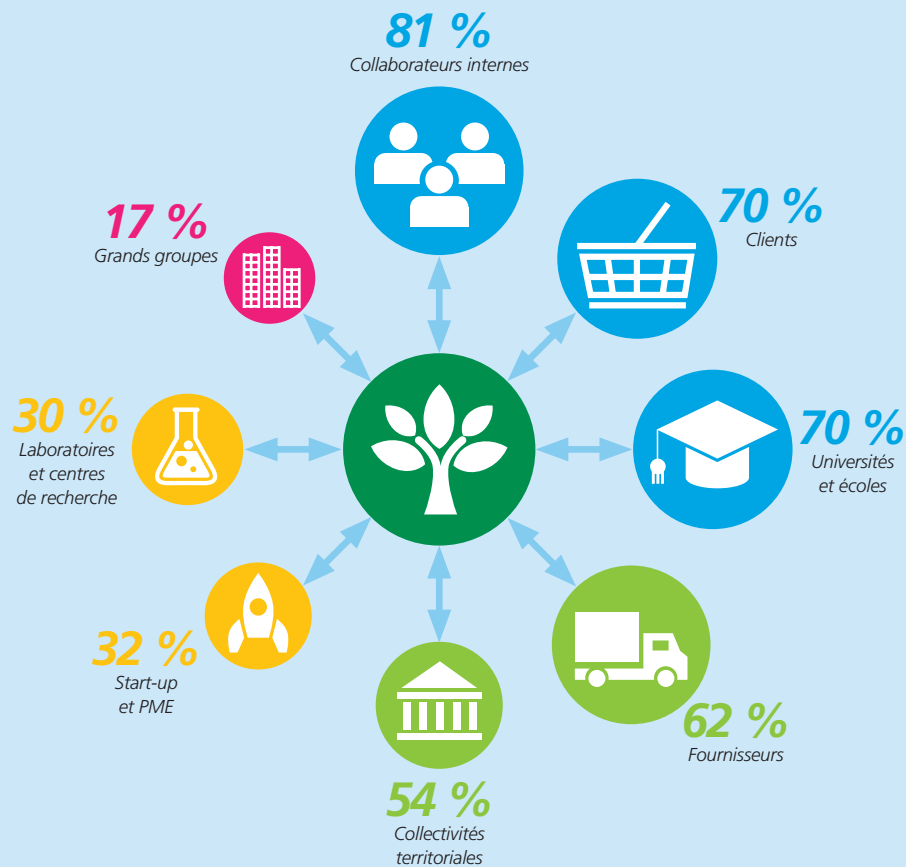 81 %
Collaborateurs internes
70 %
Clients
70 %
Universités
et écoles
62 %
Fournisseurs
54 %
Collectivités
territoriales
32 %
Start-up
et PME
30 %
Laboratoires
et centres
de recherche
17 %
Grands groupes